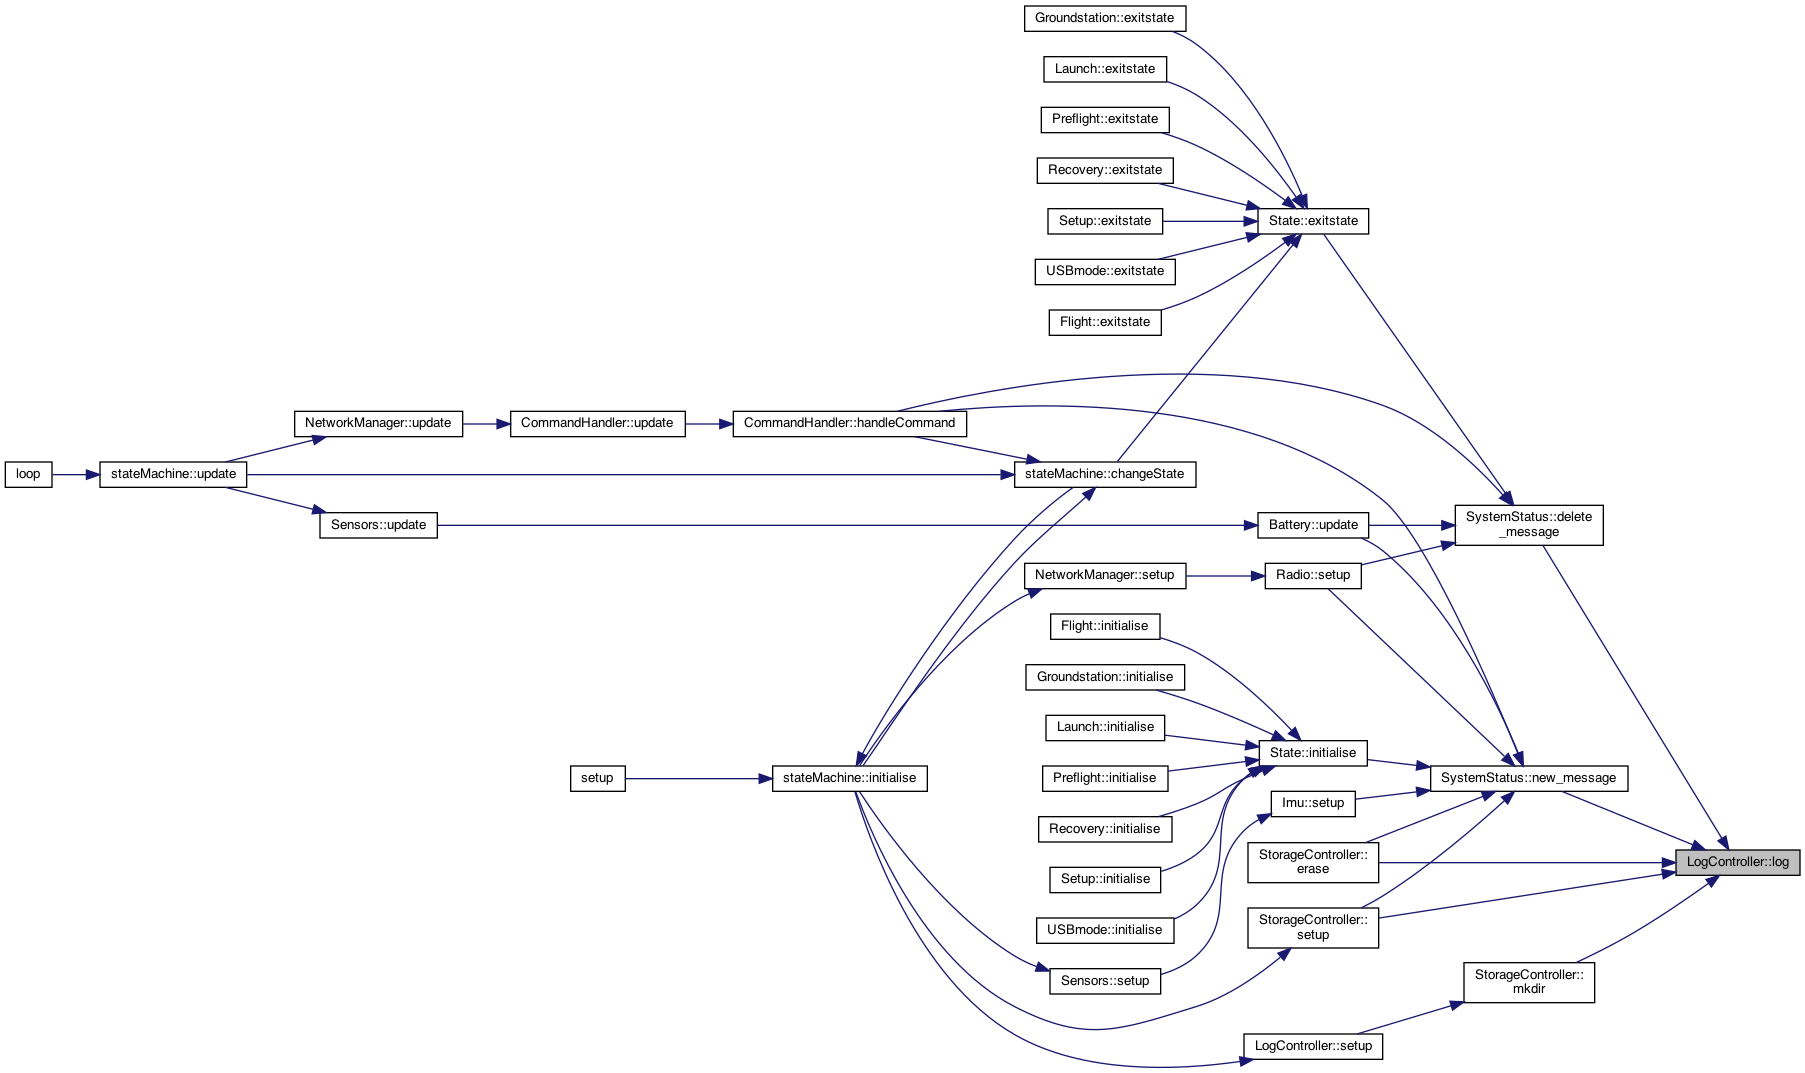 Groundstation::exitstate
Launch::exitstate
Preflight::exitstate
Recovery::exitstate
State::exitstate
Setup::exitstate
USBmode::exitstate
Flight::exitstate
NetworkManager::update
CommandHandler::update
CommandHandler::handleCommand
loop
stateMachine::update
stateMachine::changeState
Sensors::update
Battery::update
SystemStatus::delete
_message
NetworkManager::setup
Radio::setup
Flight::initialise
Groundstation::initialise
Launch::initialise
State::initialise
setup
stateMachine::initialise
Preflight::initialise
SystemStatus::new_message
Imu::setup
Recovery::initialise
StorageController::
erase
LogController::log
Setup::initialise
USBmode::initialise
StorageController::
setup
Sensors::setup
StorageController::
mkdir
LogController::setup